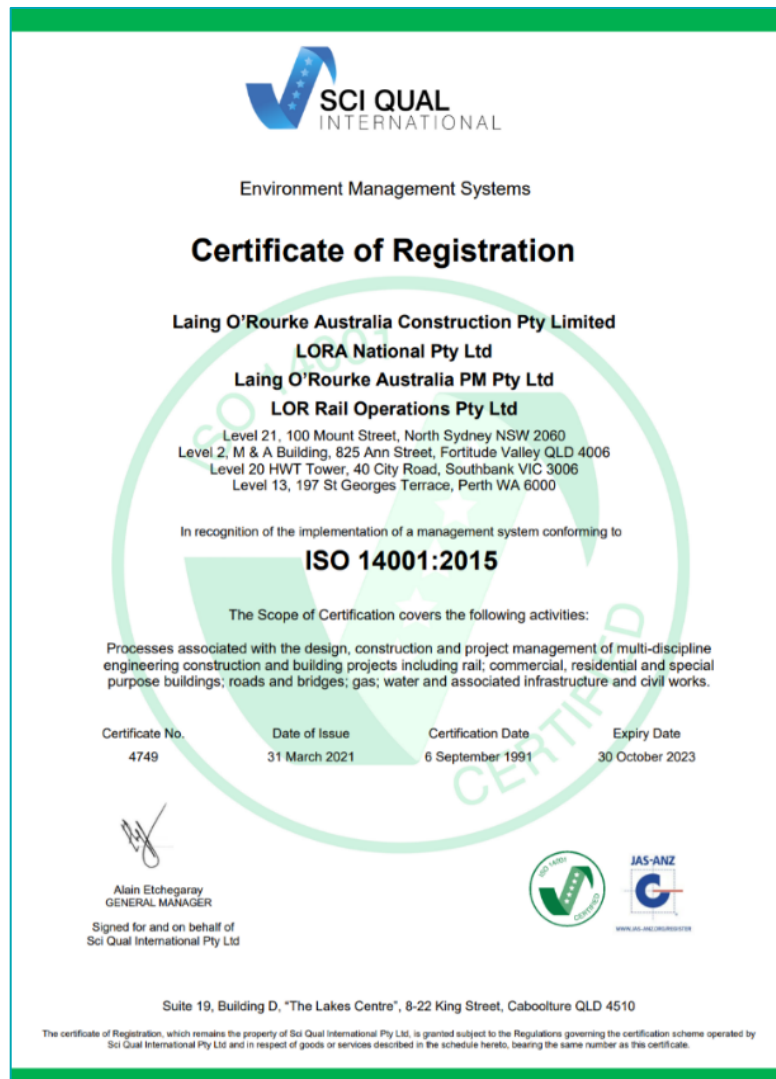 SCI QUAL
INTERNATIONAL
Environment Management Systems
Certificate of Registration
Laing O'Rourke Australia Construction Pty Limited
LORA National Pty Ltd
Laing O'Rourke Australia PM Pty Ltd
LOR Rail Operations Pty Ltd
Level 21, 100 Mount Street, North Sydney NSW 2060
Level 2, M & A Building, 825 Ann Street, Fortitude Valley QLD 4006
Level 20 HWT Tower, 40 City Road, Southbank VIC 3006
Level 13, 197 St Georges Terrace, Perth WA 6000
In recognition of the implementation of a management system conforming to
ISO 14001:2015
The Scope of Certification covers the following activities:
Processes associated with the design, construction and project management of multi-discipline
engineering construction and building projects including rail; commercial, residential and special
purpose buildings; roads and bridges; gas; water and associated infrastructure and civil works.
Certificate No. Date of Issue Certification Date Expiry Date
4749 31 March 2021 6 September 1991 30 October 2023
ISO 14001
CERTIFIED
Alain Etchegaray
GENERAL MANAGER
Signed for and on behalf of
Sci Qual International Pty Ltd
ISO 14001
CERTIFIED
JAS-ANZ
WWW.JAS-ANZ.ORG/REGISTER
Suite 19, Building D, "The Lakes Centre", 8-22 King Street, Caboolture QLD 4510
The certificate of Registration, which remains the property of Sci Qual International Pty Ltd, is granted subject to the Regulations governing the certification scheme operated by
Sci Qual International Pty Ltd and in respect of goods or services described in the schedule hereto, bearing the same number as this certificate.